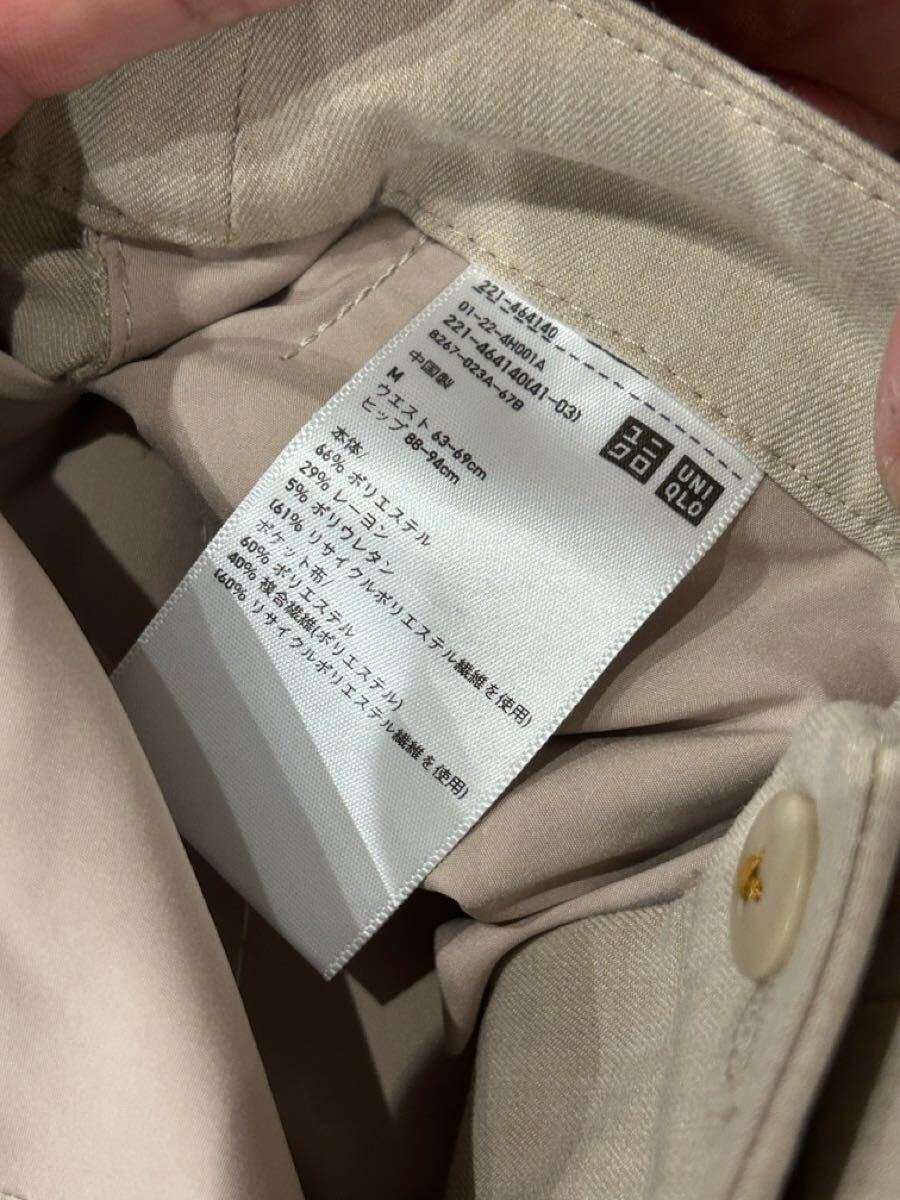 221-464140
01-22-4H001A
221-464140(41-03)
8267-023A-67B
中国製
M
ウエスト 63-69cm
ヒップ 88-94cm
本体/
66% ポリエステル
29% レーヨン
5% ポリウレタン
(61% リサイクルポリエステル繊維を使用)
ポケット布/
60% ポリエステル
40% 複合繊維(ポリエステル)
(60% リサイクルポリエステル繊維を使用)
ユニ
クロ
UNI
QLO